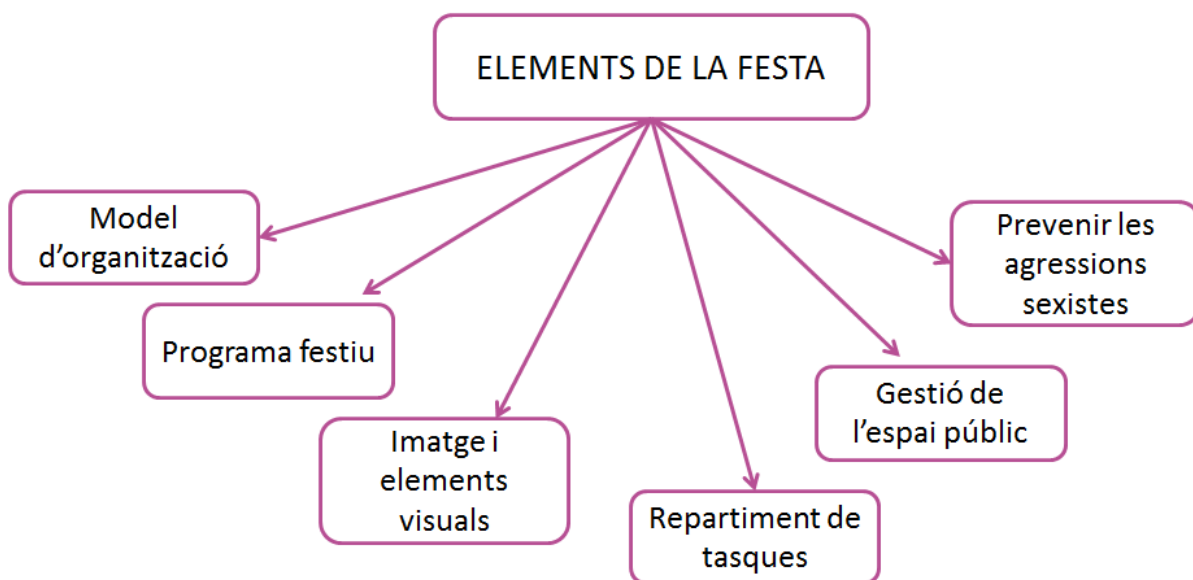 ELEMENTS DE LA FESTA
Model
d’organització
Programa festiu
Imatge i
elements
visuals
Repartiment de
tasques
Gestió de
l’espai públic
Prevenir les
agressions
sexistes